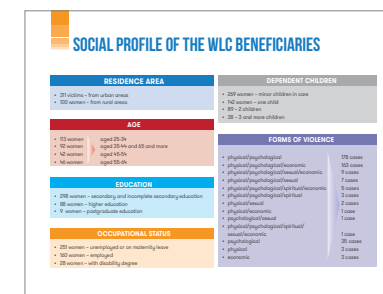 SOCIAL PROFILE OF THE WLC BENEFICIARIES
RESIDENCE AREA
• 311 victims – from urban areas
• 100 women – from rural areas
AGE
• 113 women aged 25-34
• 92 women aged 35-44 and 65 and more
• 42 women aged 45-54
• 46 women aged 55-64
EDUCATION
• 298 women – secondary and incomplete secondary education
• 88 women – higher education
• 9 women – postgraduate education
OCCUPATIONAL STATUS
• 251 women – unemployed or on maternity leave
• 160 women – employed
• 28 women – with disability degree
DEPENDENT CHILDREN
• 269 women – minor children in care
• 142 women – one child
• 89 – 2 children
• 38 – 3 and more children
FORMS OF VIOLENCE
• physical/psychological 178 cases
• physical/psychological/economic 163 cases
• physical/psychological/sexual/economic 9 cases
• physical/psychological/sexual 7 cases
• physical/psychological/spiritual/economic 5 cases
• physical/psychological/spiritual 3 cases
• physical/sexual 2 cases
• physical/economic 1 case
• psychological/sexual 1 case
• physical/psychological/spiritual/
sexual/economic 1 case
• psychological 35 cases
• physical 3 cases
• economic 3 cases